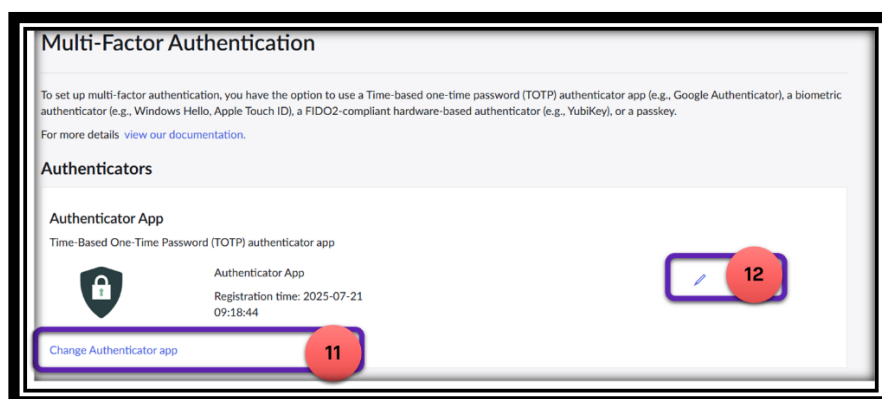 Multi-Factor Authentication
To set up multi-factor authentication, you have the option to use a Time-based one-time password (TOTP) authenticator app (e.g., Google Authenticator), a biometric
authenticator (e.g., Windows Hello, Apple Touch ID), a FIDO2-compliant hardware-based authenticator (e.g., YubiKey), or a passkey.
For more details view our documentation.
Authenticators
Authenticator App
Time-Based One-Time Password (TOTP) authenticator app
Authenticator App
Registration time: 2025-07-21
09:18:44
12
Change Authenticator app
11